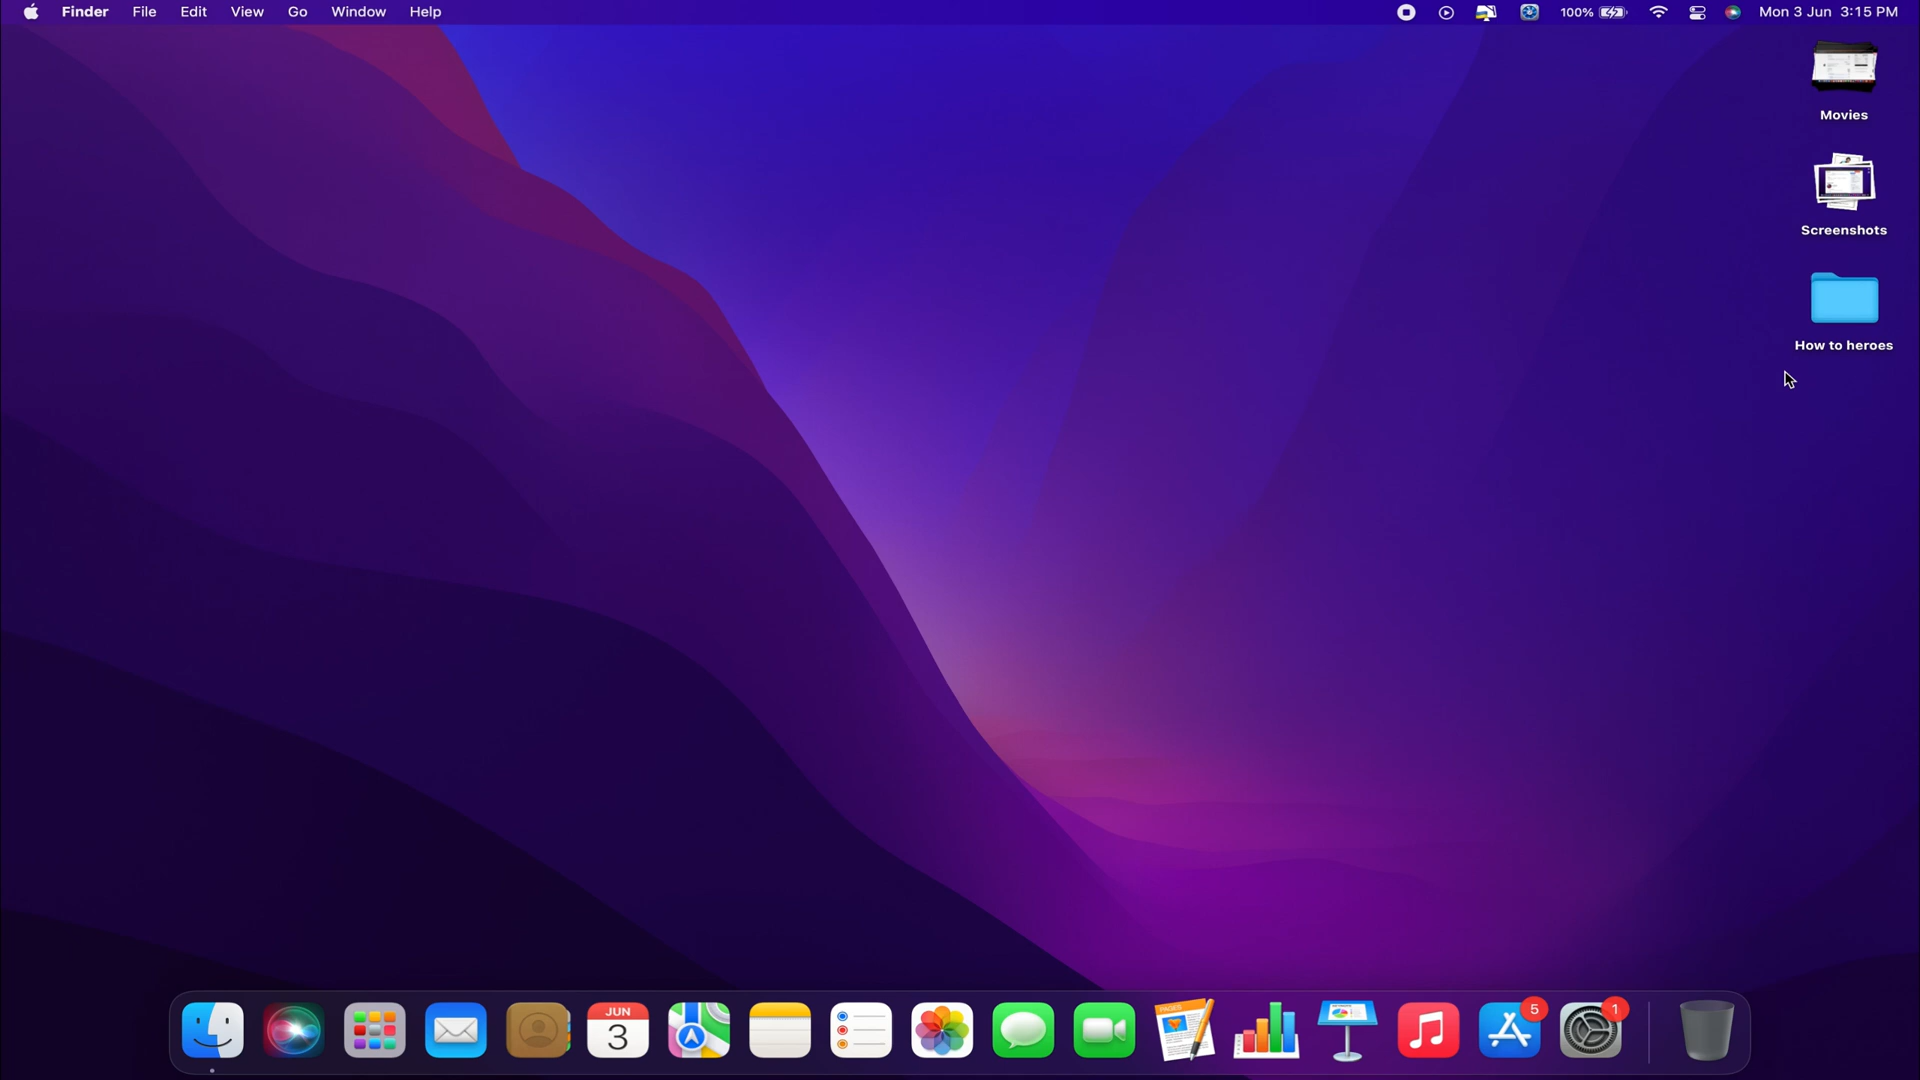 Finder File Edit View Go Window Help 100% Mon 3 Jun 3:15 PM
Movies
Screenshots
How to heroes
JUN
3
5
1